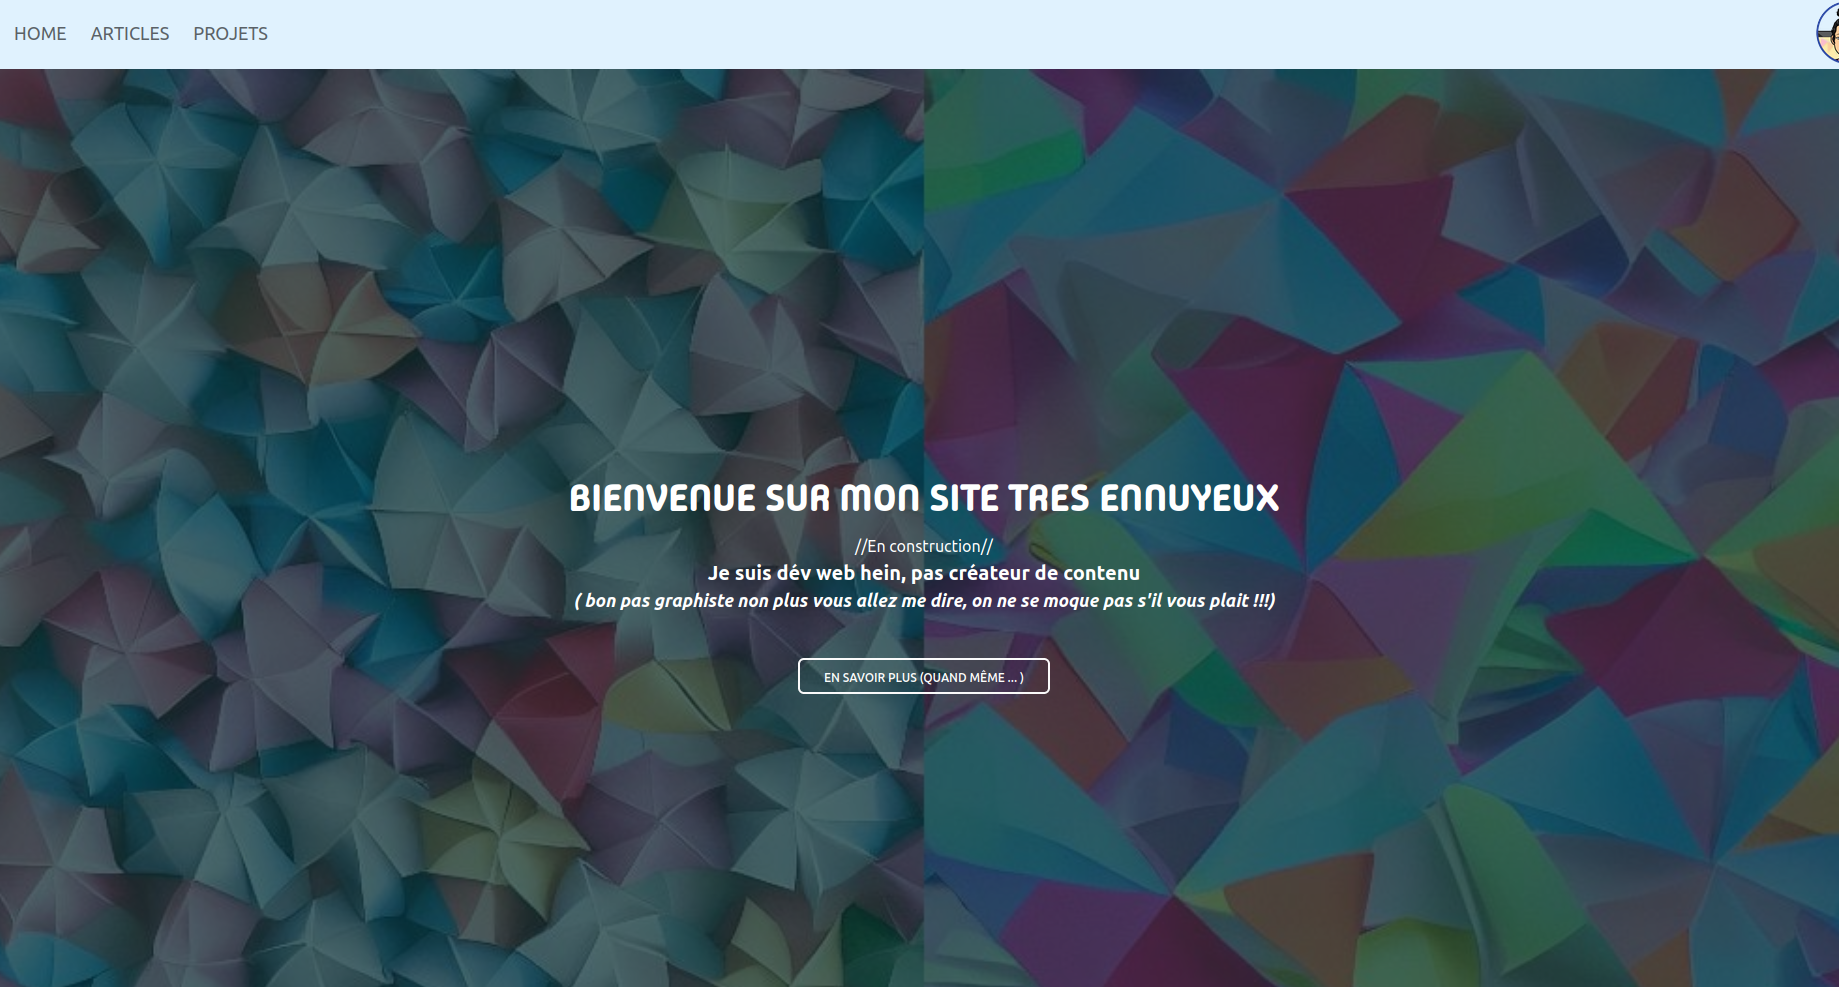 HOME ARTICLES PROJETS
BIENVENUE SUR MON SITE TRES ENNUYEUX
//En construction//
Je suis dév web hein, pas créateur de contenu
( bon pas graphiste non plus vous allez me dire, on ne se moque pas s'il vous plait !!!)
EN SAVOIR PLUS (QUAND MÊME ... )